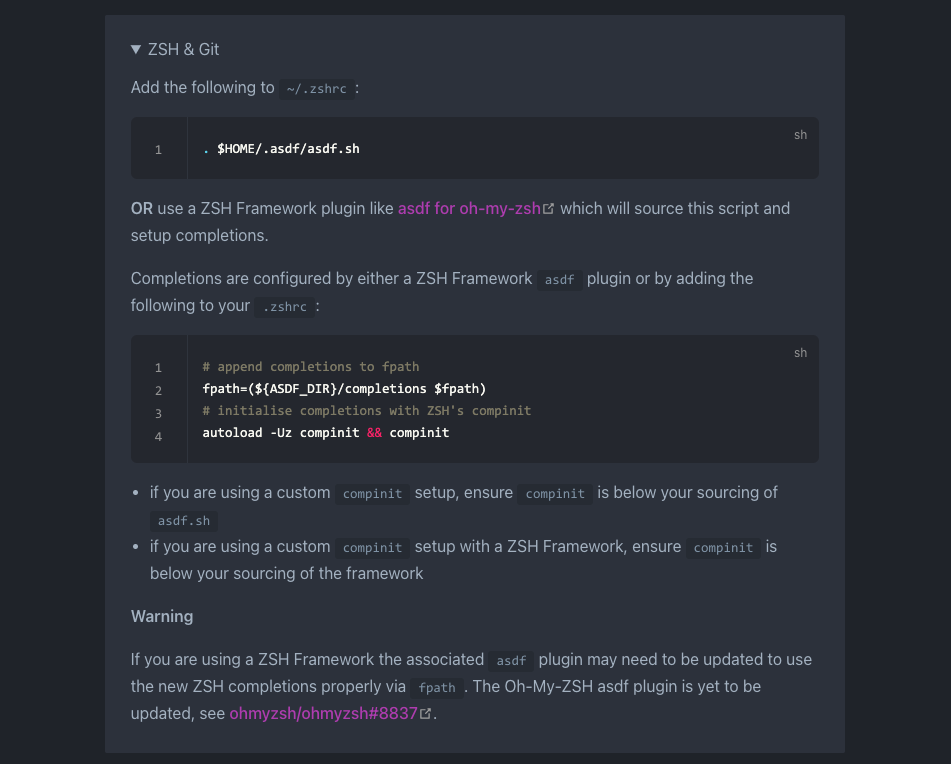 ▼ ZSH & Git
Add the following to ~/.zshrc :
sh
1 . $HOME/.asdf/asdf.sh
OR use a ZSH Framework plugin like asdf for oh-my-zsh which will source this script and
setup completions.
Completions are configured by either a ZSH Framework asdf plugin or by adding the
following to your .zshrc :
sh
1 # append completions to fpath
2 fpath=(${ASDF_DIR}/completions $fpath)
3 # initialise completions with ZSH's compinit
4 autoload -Uz compinit && compinit
• if you are using a custom compinit setup, ensure compinit is below your sourcing of
asdf.sh
• if you are using a custom compinit setup with a ZSH Framework, ensure compinit is
below your sourcing of the framework
Warning
If you are using a ZSH Framework the associated asdf plugin may need to be updated to use
the new ZSH completions properly via fpath . The Oh-My-ZSH asdf plugin is yet to be
updated, see ohmyzsh/ohmyzsh#8837 .